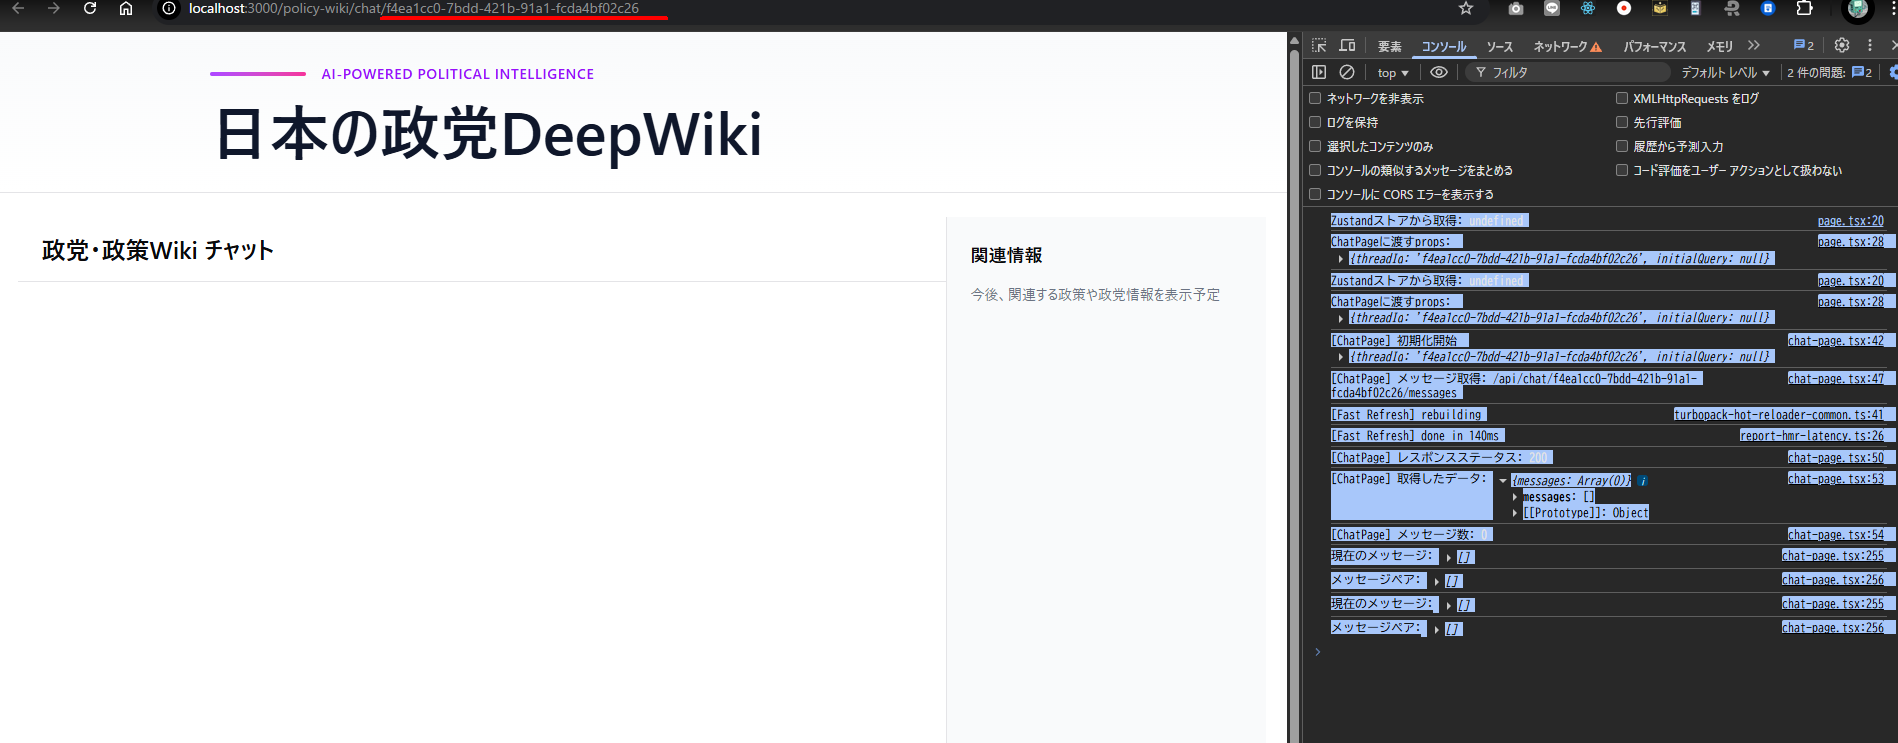 localhost:3000/policy-wiki/chat/f4ea1cc0-7bdd-421b-91a1-fcda4bf02c26
AI-POWERED POLITICAL INTELLIGENCE
日本の政党DeepWiki
政党・政策Wiki チャット
関連情報
今後、関連する政策や政党情報を表示予定
要素 コンソール ソース ネットワーク パフォーマンス メモリ 2
top フィルタ デフォルト レベル 2 件の問題: 2
ネットワークを非表示 XMLHttpRequests をログ
ログを保持 先行評価
選択したコンテンツのみ 履歴から予測入力
コンソールの類似するメッセージをまとめる コード評価をユーザー アクションとして扱わない
コンソールに CORS エラーを表示する
Zustandストアから取得: undefined page.tsx:20
ChatPageに渡すprops: page.tsx:28
{threadId: 'f4ea1cc0-7bdd-421b-91a1-fcda4bf02c26', initialQuery: null}
Zustandストアから取得: undefined page.tsx:20
ChatPageに渡すprops: page.tsx:28
{threadId: 'f4ea1cc0-7bdd-421b-91a1-fcda4bf02c26', initialQuery: null}
[ChatPage] 初期化開始 chat-page.tsx:42
{threadId: 'f4ea1cc0-7bdd-421b-91a1-fcda4bf02c26', initialQuery: null}
[ChatPage] メッセージ取得: /api/chat/f4ea1cc0-7bdd-421b-91a1- chat-page.tsx:47
fcda4bf02c26/messages
[Fast Refresh] rebuilding turbopack-hot-reloader-common.ts:41
[Fast Refresh] done in 140ms report-hmr-latency.ts:26
[ChatPage] レスポンスステータス: 200 chat-page.tsx:50
[ChatPage] 取得したデータ: {messages: Array(0)} i chat-page.tsx:53
messages: []
[[Prototype]]: Object
[ChatPage] メッセージ数: 0 chat-page.tsx:54
現在のメッセージ: [] chat-page.tsx:255
メッセージペア: [] chat-page.tsx:256
現在のメッセージ: [] chat-page.tsx:255
メッセージペア: [] chat-page.tsx:256